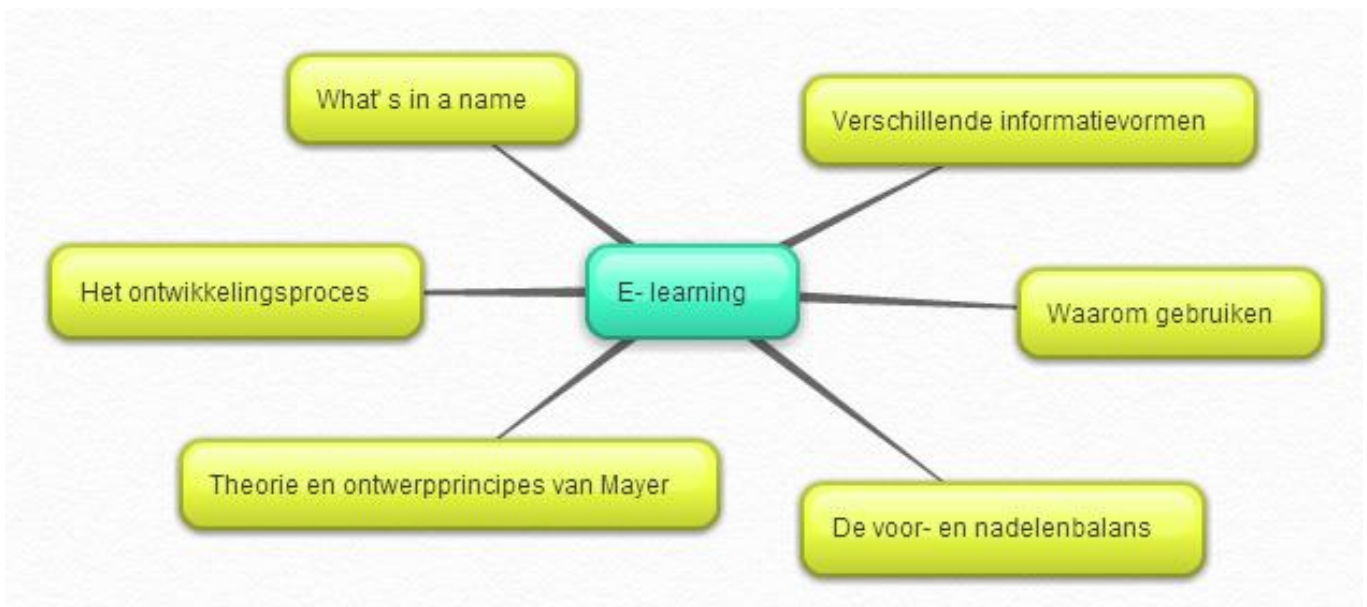 What' s in a name
Verschillende informatievormen
Het ontwikkelingsproces
E- learning
Waarom gebruiken
Theorie en ontwerpprincipes van Mayer
De voor- en nadelenbalans